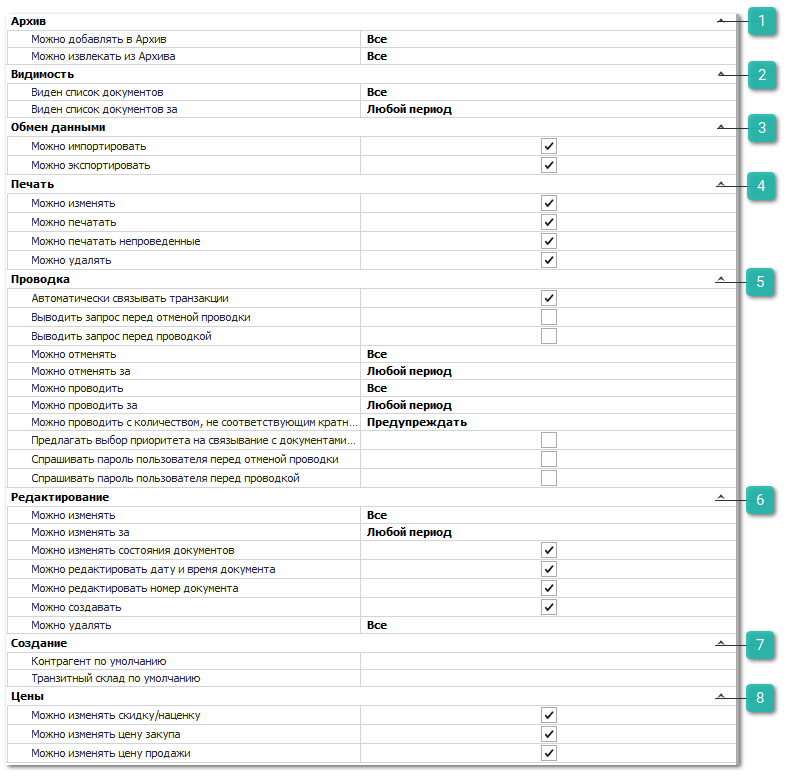 Архив 1
Можно добавлять в Архив Все
Можно извлекать из Архива Все
Видимость 2
Виден список документов Все
Виден список документов за Любой период
Обмен данными 3
Можно импортировать
Можно экспортировать
Печать 4
Можно изменять
Можно печатать
Можно печатать непроведенные
Можно удалять
Проводка 5
Автоматически связывать транзакции
Выводить запрос перед отменой проводки
Выводить запрос перед проводкой
Можно отменять Все
Можно отменять за Любой период
Можно проводить Все
Можно проводить за Любой период
Можно проводить с количеством, не соответствующим кратн... Предупреждать
Предлагать выбор приоритета на связывание с документами...
Спрашивать пароль пользователя перед отменой проводки
Спрашивать пароль пользователя перед проводкой
Редактирование 6
Можно изменять Все
Можно изменять за Любой период
Можно изменять состояния документов
Можно редактировать дату и время документа
Можно редактировать номер документа
Можно создавать
Можно удалять Все
Создание 7
Контрагент по умолчанию
Транзитный склад по умолчанию
Цены 8
Можно изменять скидку/наценку
Можно изменять цену закупа
Можно изменять цену продажи